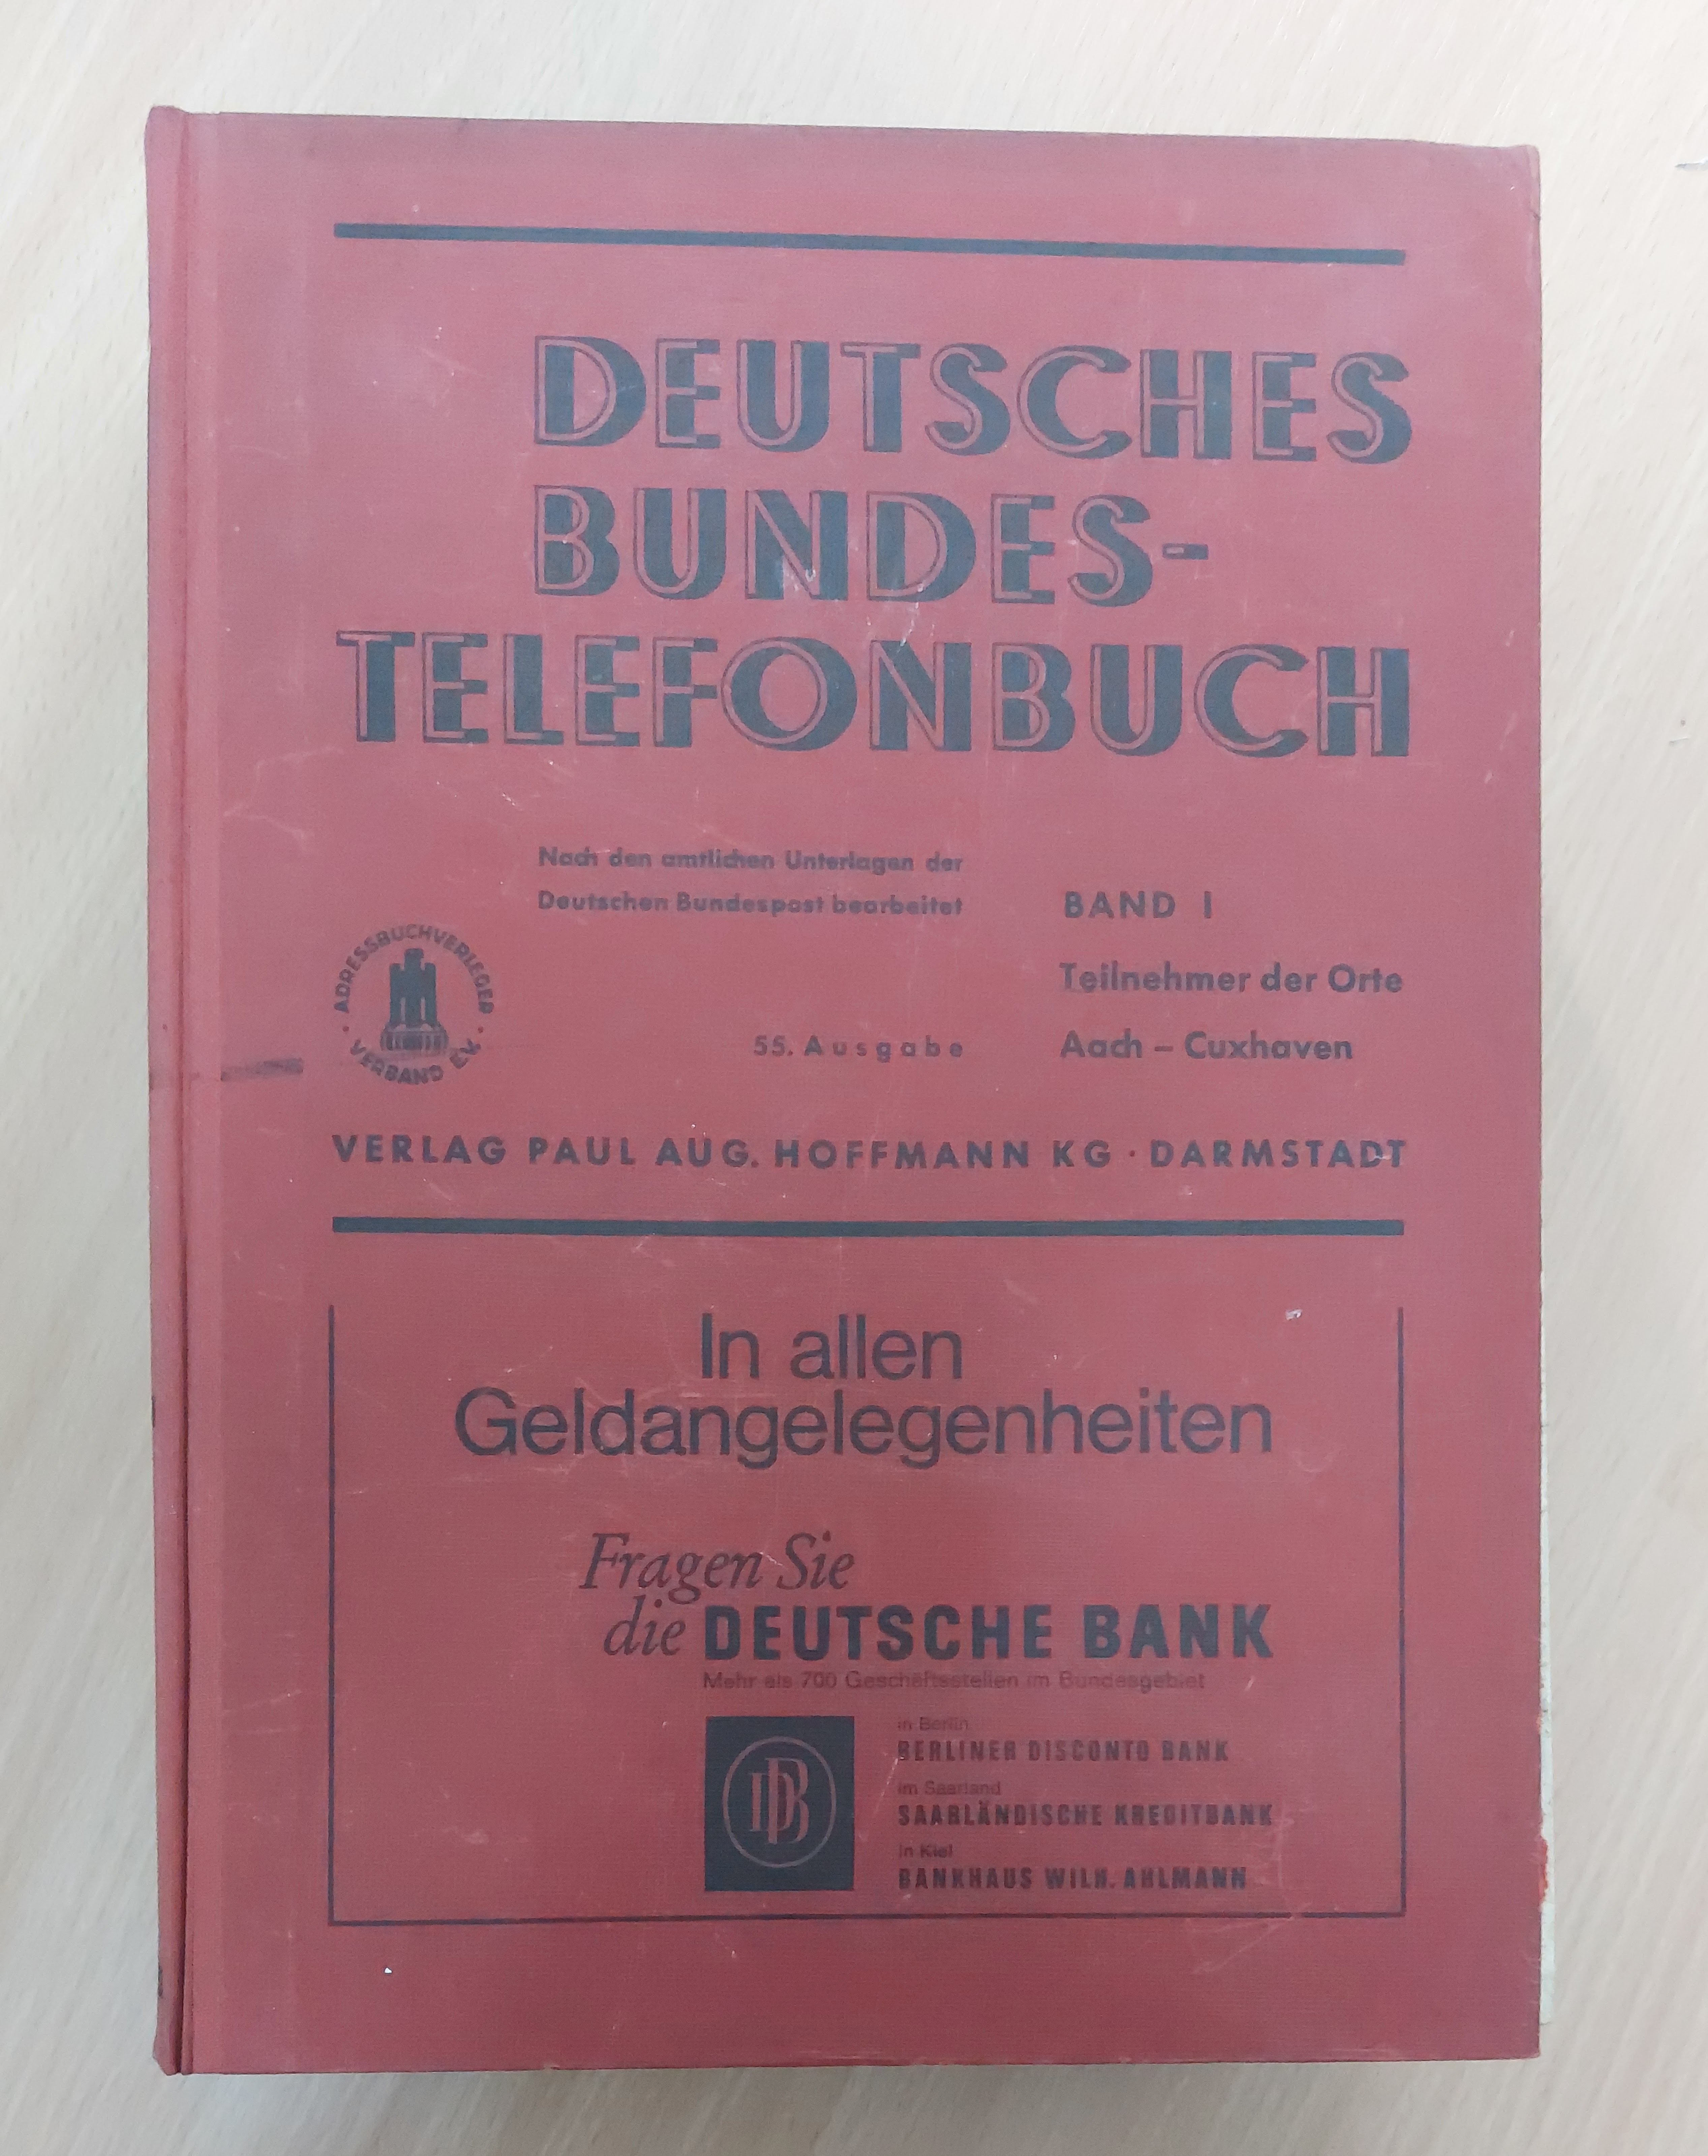 DEUTSCHES
BUNDES-
TELEFONBUCH
Nach den amtlichen Unterlagen der
Deutschen Bundespost bearbeitet
BAND I
Teilnehmer der Orte
55. Ausgabe
Aach – Cuxhaven
· ADRESSBUCHVERLEGER ·
VERBAND E.V.
VERLAG PAUL AUG. HOFFMANN KG · DARMSTADT
In allen
Geldangelegenheiten
Fragen Sie
die DEUTSCHE BANK
Mehr als 700 Geschäftsstellen im Bundesgebiet
DB
in Berlin
BERLINER DISCONTO BANK
im Saarland
SAARLÄNDISCHE KREDITBANK
in Kiel
BANKHAUS WILH. AHLMANN